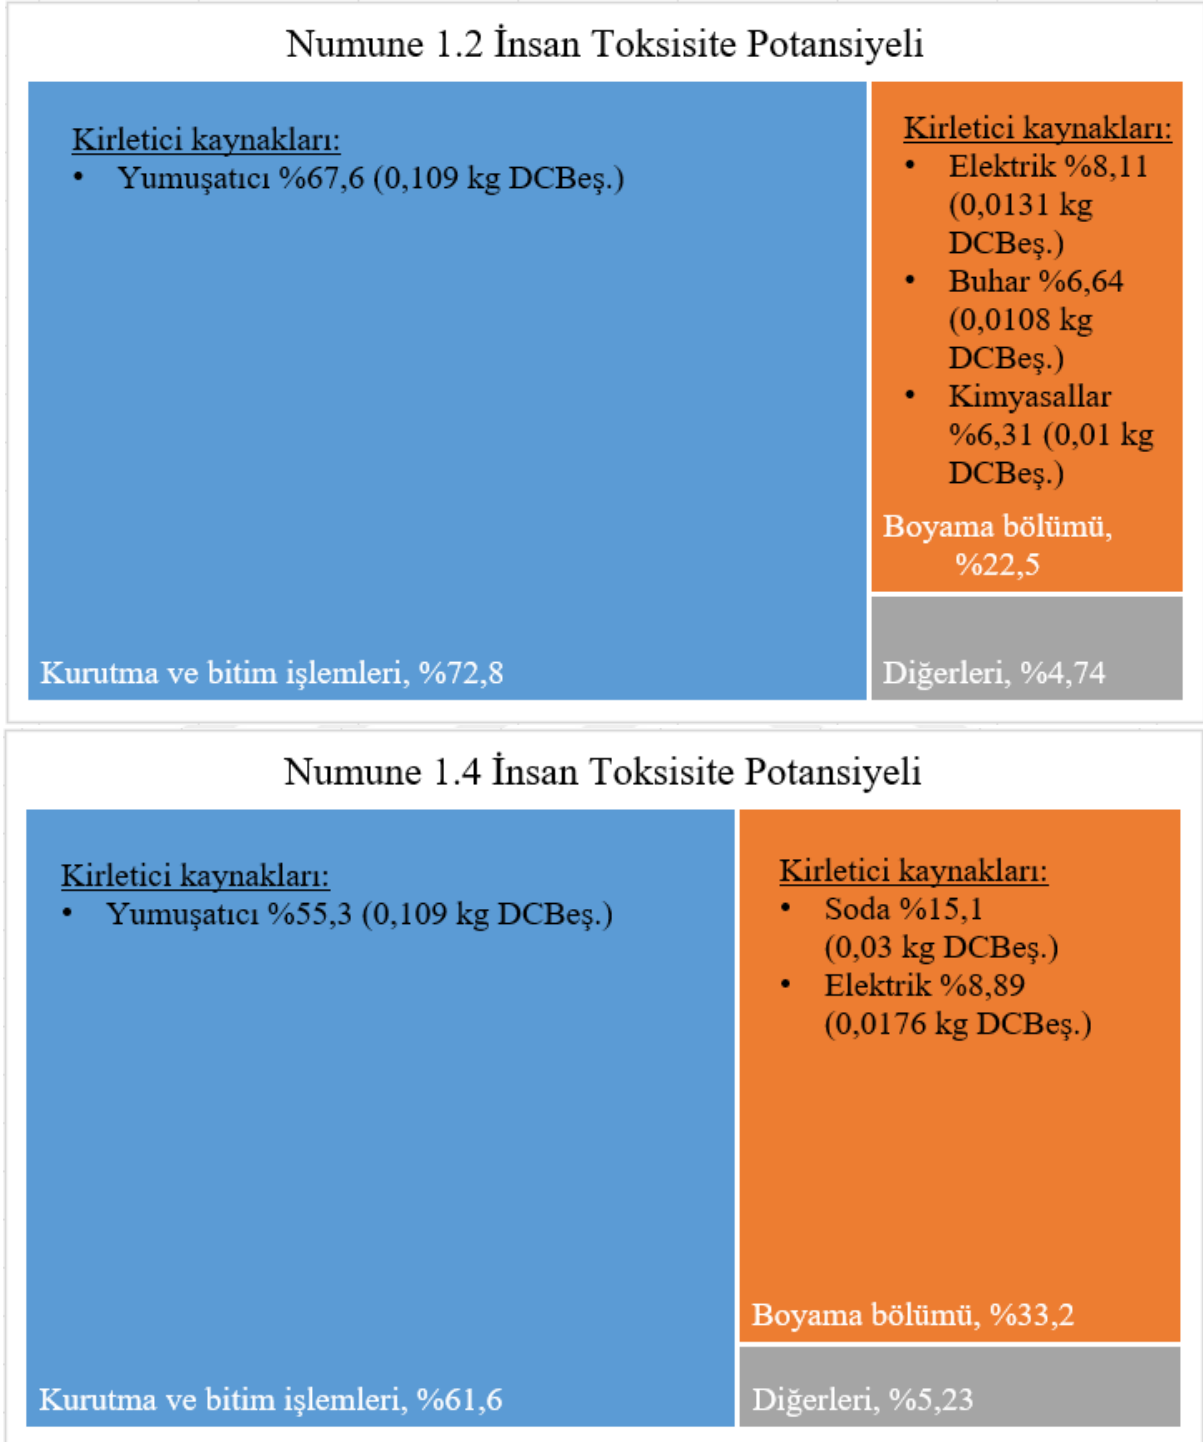 Numune 1.2 İnsan Toksisite Potansiyeli
Kirletici kaynakları:
• Yumuşatıcı %67,6 (0,109 kg DCBeş.)
Kurutma ve bitim işlemleri, %72,8
Kirletici kaynakları:
• Elektrik %8,11
(0,0131 kg
DCBeş.)
• Buhar %6,64
(0,0108 kg
DCBeş.)
• Kimyasallar
%6,31 (0,01 kg
DCBeş.)
Boyama bölümü,
%22,5
Diğerleri, %4,74
Numune 1.4 İnsan Toksisite Potansiyeli
Kirletici kaynakları:
• Yumuşatıcı %55,3 (0,109 kg DCBeş.)
Kurutma ve bitim işlemleri, %61,6
Kirletici kaynakları:
• Soda %15,1
(0,03 kg DCBeş.)
• Elektrik %8,89
(0,0176 kg DCBeş.)
Boyama bölümü, %33,2
Diğerleri, %5,23